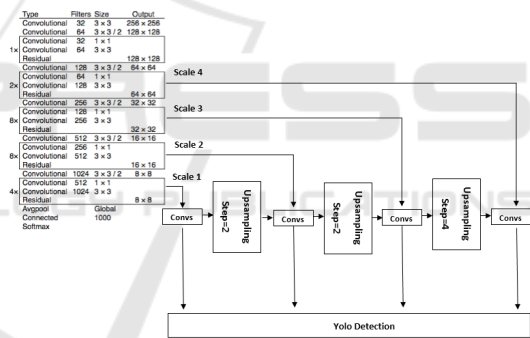 Type Filters Size Output
Convolutional 32 3 × 3 256 × 256
Convolutional 64 3 × 3 / 2 128 × 128
Convolutional 32 1 × 1
1× Convolutional 64 3 × 3
Residual 128 × 128
Convolutional 128 3 × 3 / 2 64 × 64
Convolutional 64 1 × 1
2× Convolutional 128 3 × 3
Residual 64 × 64
Convolutional 256 3 × 3 / 2 32 × 32
Convolutional 128 1 × 1
8× Convolutional 256 3 × 3
Residual 32 × 32
Convolutional 512 3 × 3 / 2 16 × 16
Convolutional 256 1 × 1
8× Convolutional 512 3 × 3
Residual 16 × 16
Convolutional 1024 3 × 3 / 2 8 × 8
Convolutional 512 1 × 1
4× Convolutional 1024 3 × 3
Residual 8 × 8
Avgpool Global
Connected 1000
Softmax
Scale 4
Scale 3
Scale 2
Scale 1
Convs
Upsampling
Step=2
Convs
Upsampling
Step=2
Convs
Upsampling
Step=4
Convs
Yolo Detection